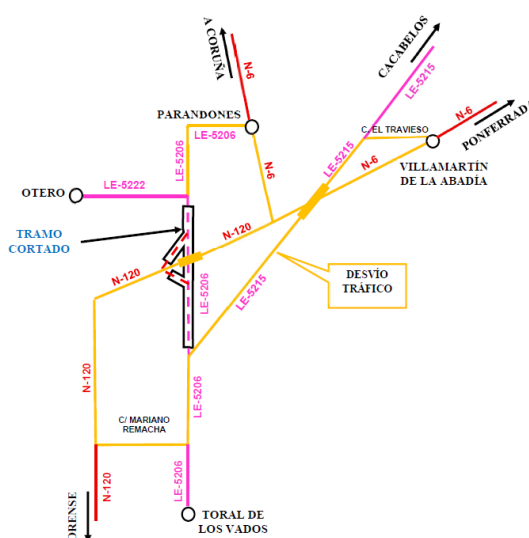 A CORUÑA
N-6
CACABELOS
LE-5215
PARANDONES
LE-5206
C/ EL TRAVIESO
N-6
PONFERRADA
LE-5206
LE-5215
N-6
N-6
VILLAMARTÍN
DE LA ABADÍA
OTERO
LE-5222
TRAMO
CORTADO
N-120
LE-5206
DESVÍO
TRÁFICO
LE-5215
N-120
LE-5206
C/ MARIANO
REMACHA
N-120
LE-5206
ORENSE
TORAL DE
LOS VADOS